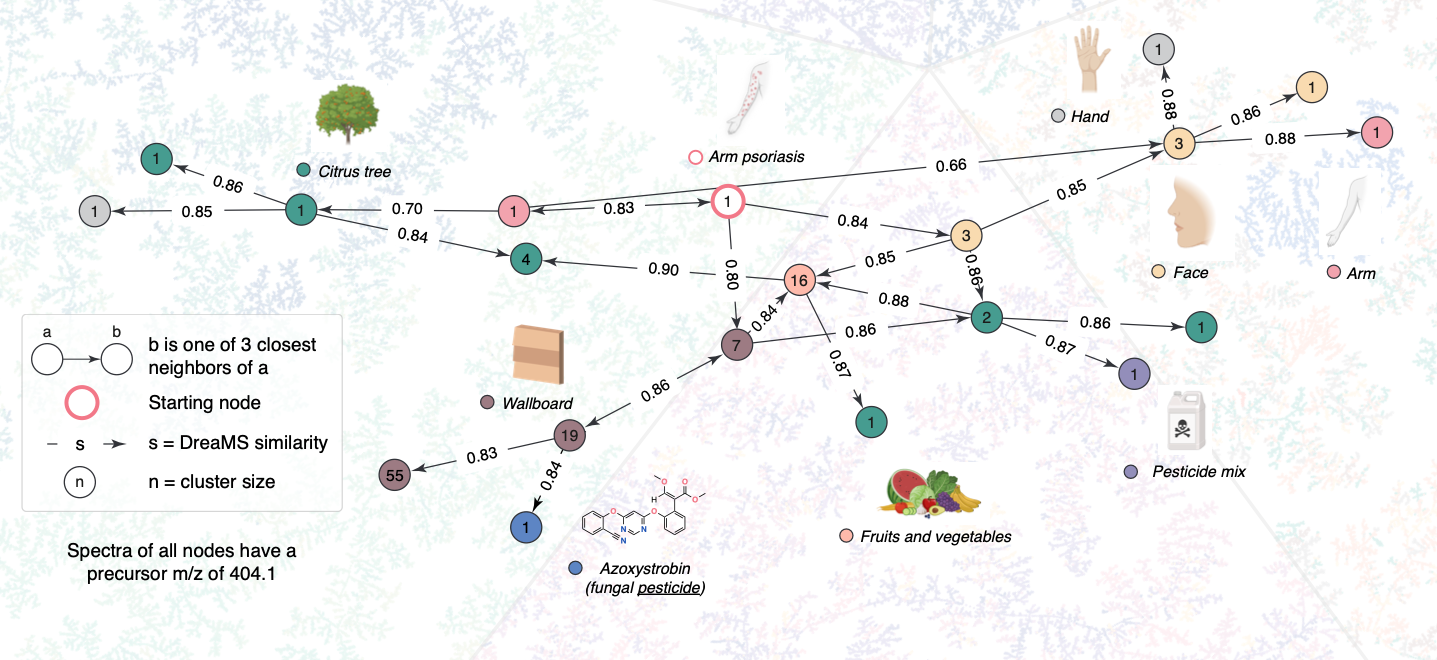 1
Hand
0.88
0.86
1
Citrus tree
Arm psoriasis
3
0.88
1
1
0.86
0.66
1
0.85
1
0.70
1
0.83
1
0.84
3
0.85
0.84
4
0.90
0.80
16
0.85
0.86
Face
Arm
0.84
0.88
2
0.86
1
7
0.86
0.87
0.87
1
a
b
b is one of 3 closest
neighbors of a
Starting node
s
s = DreaMS similarity
n
n = cluster size
Wallboard
0.86
1
19
0.83
55
0.84
1
O
H
O
O
O
O
N
N
N
Pesticide mix
Fruits and vegetables
Azoxystrobin
(fungal pesticide)
Spectra of all nodes have a
precursor m/z of 404.1